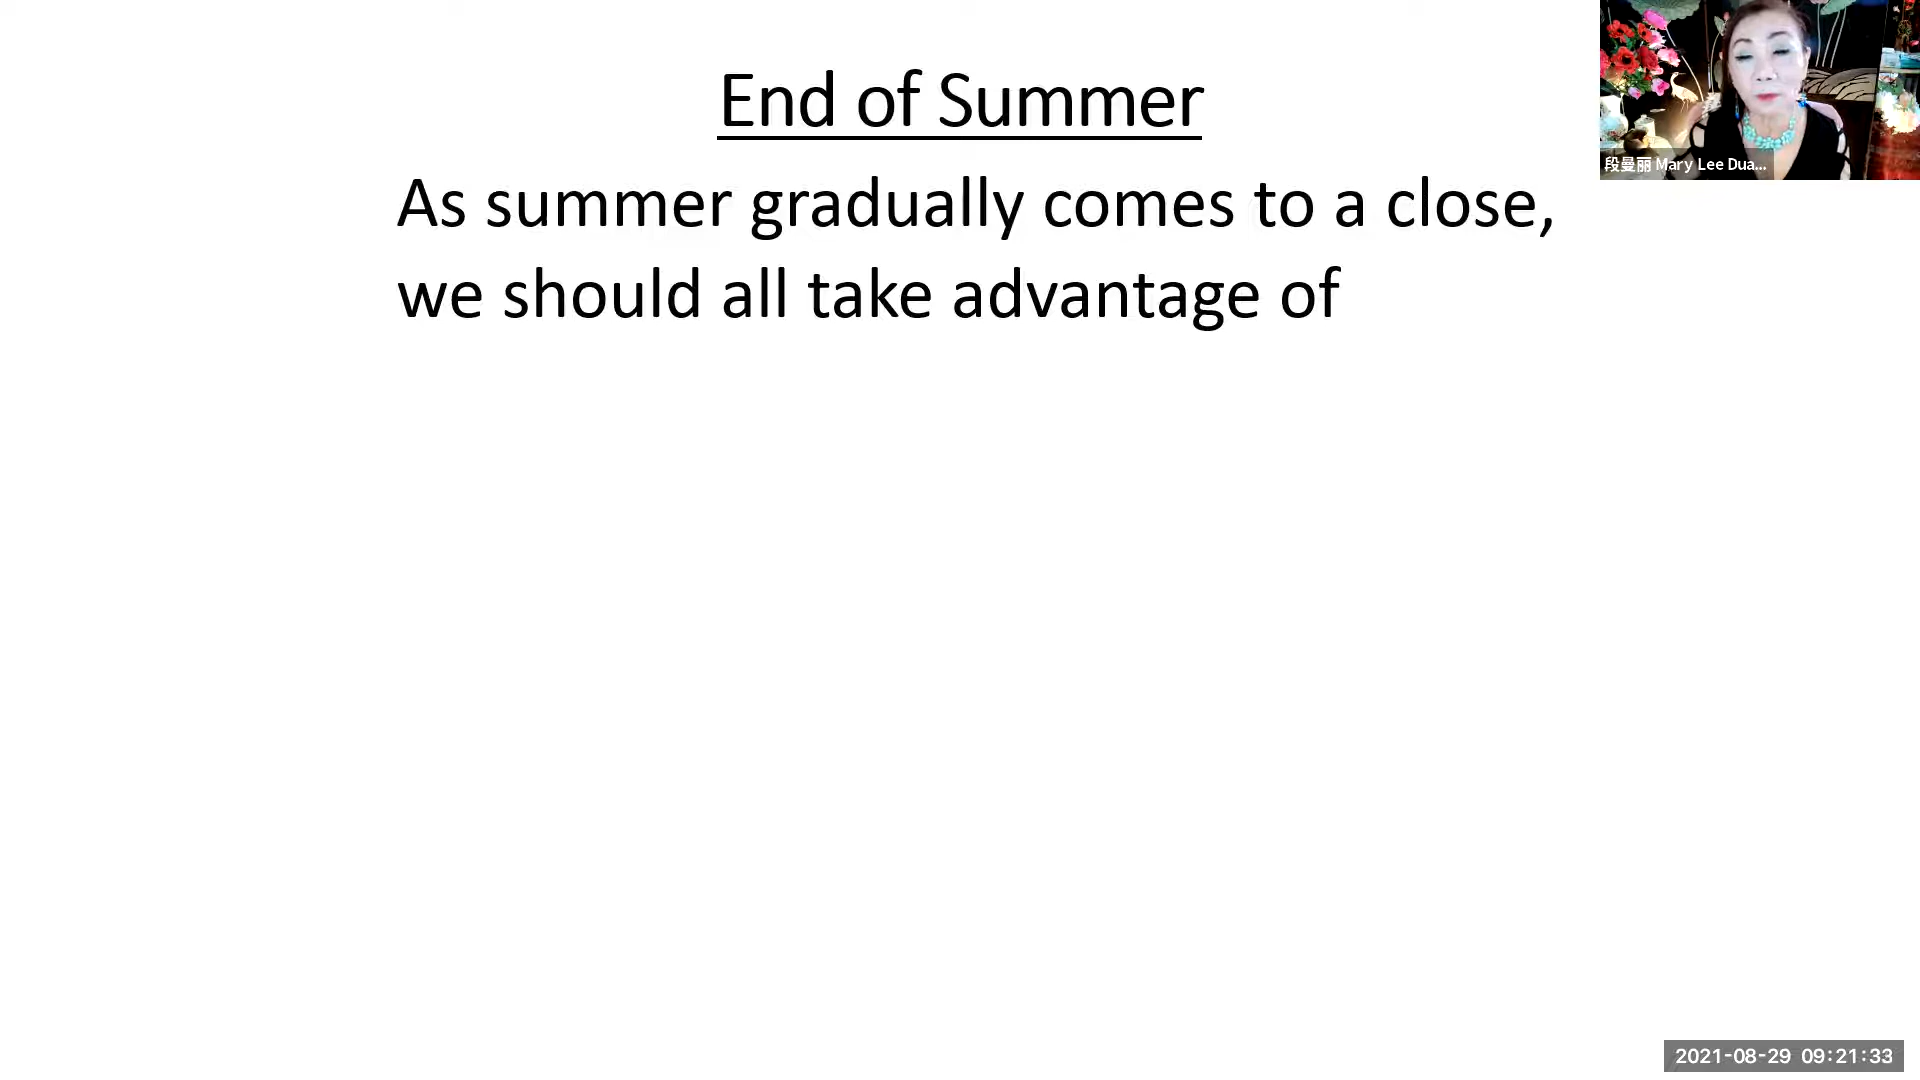 End of Summer
As summer gradually comes to a close,
we should all take advantage of
段曼丽 Mary Lee Dua...
2021-08-29 09:21:33